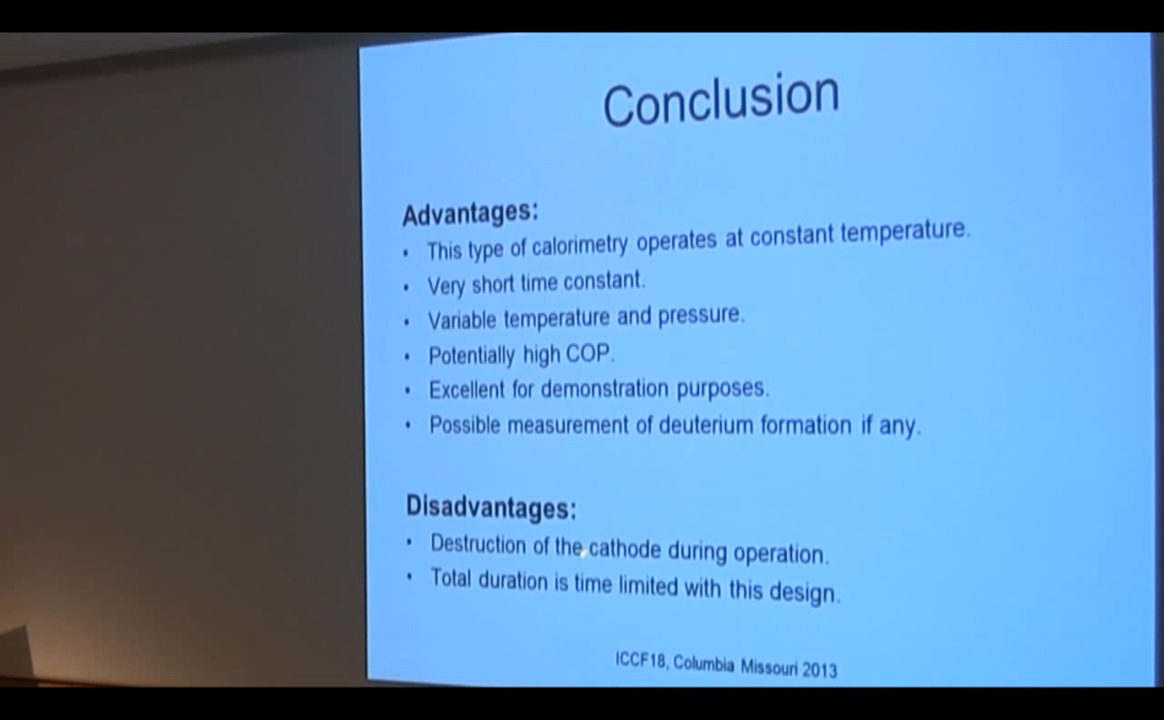 Conclusion
Advantages:
• This type of calorimetry operates at constant temperature.
• Very short time constant.
• Variable temperature and pressure.
• Potentially high COP.
• Excellent for demonstration purposes.
• Possible measurement of deuterium formation if any.
Disadvantages:
• Destruction of the cathode during operation.
• Total duration is time limited with this design.
ICCF18, Columbia Missouri 2013